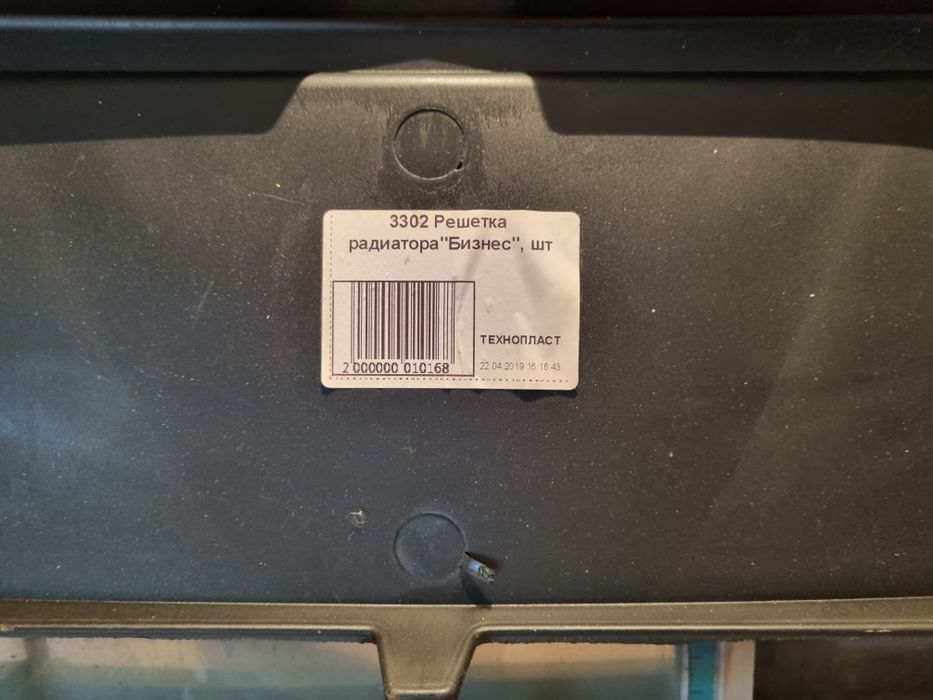 3302 Решетка
радиатора"Бизнес", шт
ТЕХНОПЛАСТ
2 000000 010168
22.04.2019 16:16:43